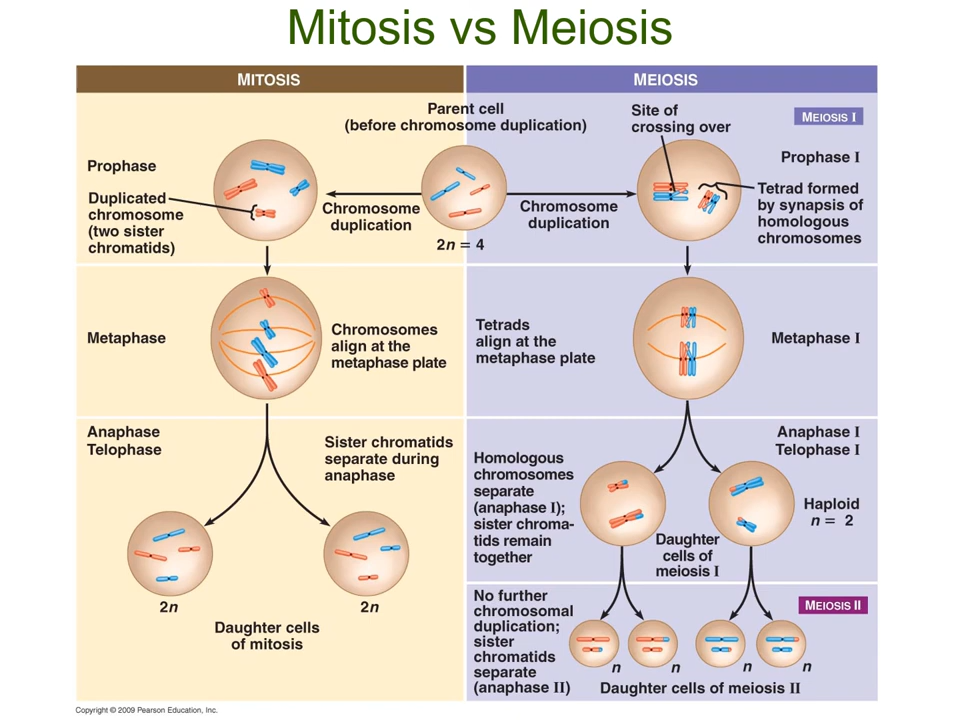 Mitosis vs Meiosis
MITOSIS
MEIOSIS
Parent cell
(before chromosome duplication)
Site of
crossing over
MEIOSIS I
Prophase
Prophase I
Duplicated
chromosome
(two sister
chromatids)
Chromosome
duplication
2n = 4
Chromosome
duplication
Tetrad formed
by synapsis of
homologous
chromosomes
Metaphase
Chromosomes
align at the
metaphase plate
Tetrads
align at the
metaphase plate
Metaphase I
Anaphase
Telophase
Sister chromatids
separate during
anaphase
Homologous
chromosomes
separate
(anaphase I);
sister chroma-
tids remain
together
Anaphase I
Telophase I
Haploid
n = 2
Daughter
cells of
meiosis I
2n
2n
Daughter cells
of mitosis
No further
chromosomal
duplication;
sister
chromatids
separate
(anaphase II)
MEIOSIS II
n
n
n
n
Daughter cells of meiosis II
Copyright © 2009 Pearson Education, Inc.